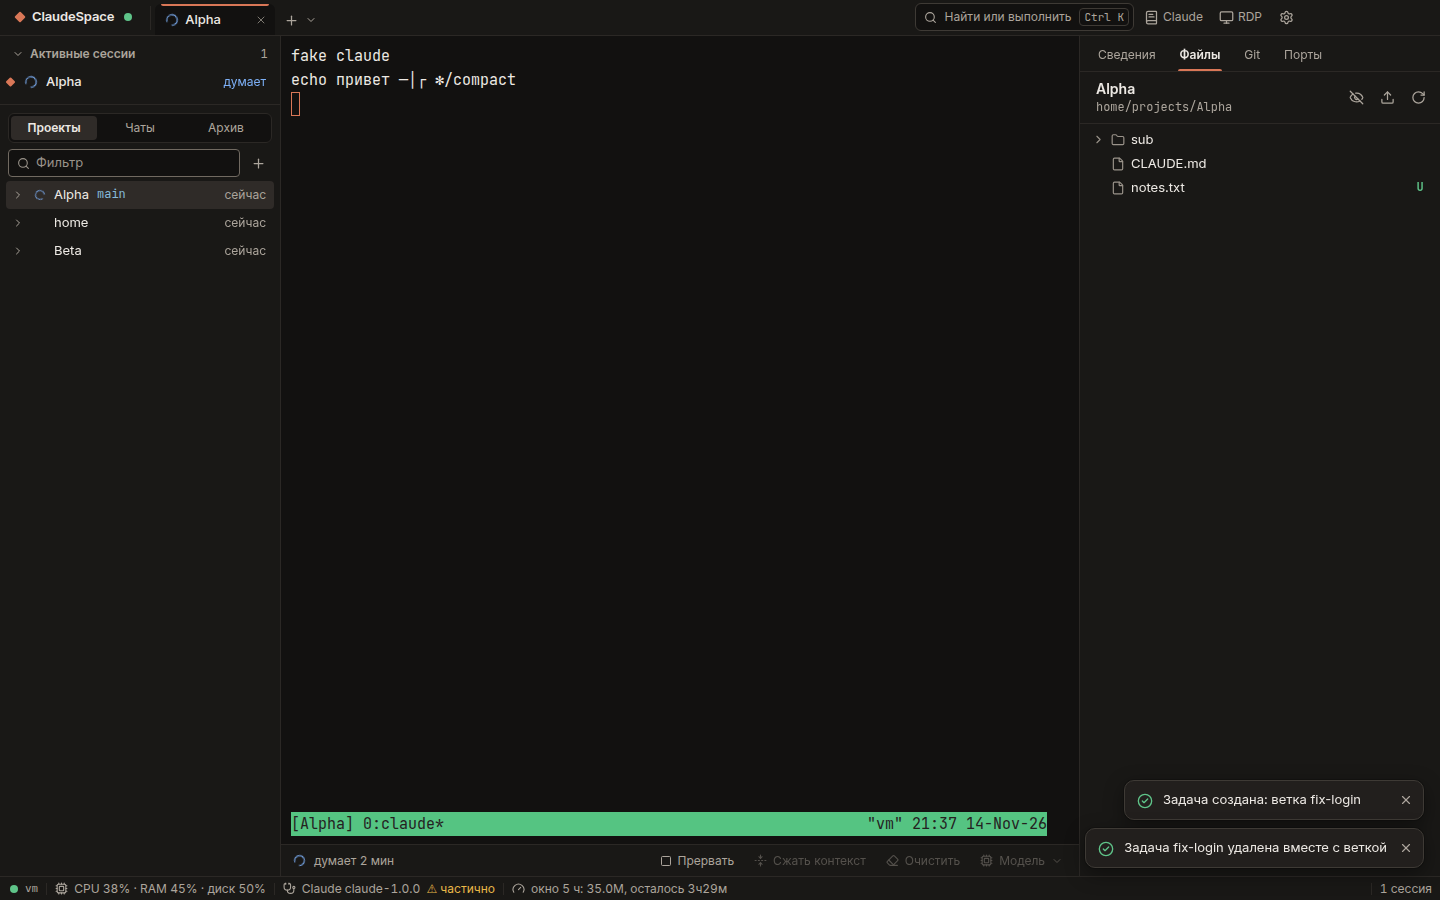 ClaudeSpace
Alpha
Найти или выполнить Ctrl K
Claude
RDP
Активные сессии 1
Alpha думает
Проекты Чаты Архив
Фильтр
Alpha main сейчас
home сейчас
Beta сейчас
fake claude
echo привет —│┌ ✻/compact
[Alpha] 0:claude* "vm" 21:37 14-Nov-26
думает 2 мин
Прервать Сжать контекст Очистить Модель
Сведения Файлы Git Порты
Alpha
home/projects/Alpha
sub
CLAUDE.md
notes.txt U
Задача создана: ветка fix-login
Задача fix-login удалена вместе с веткой
vm CPU 38% · RAM 45% · диск 50% Claude claude-1.0.0 ⚠ частично окно 5 ч: 35.0M, осталось 3ч29м 1 сессия